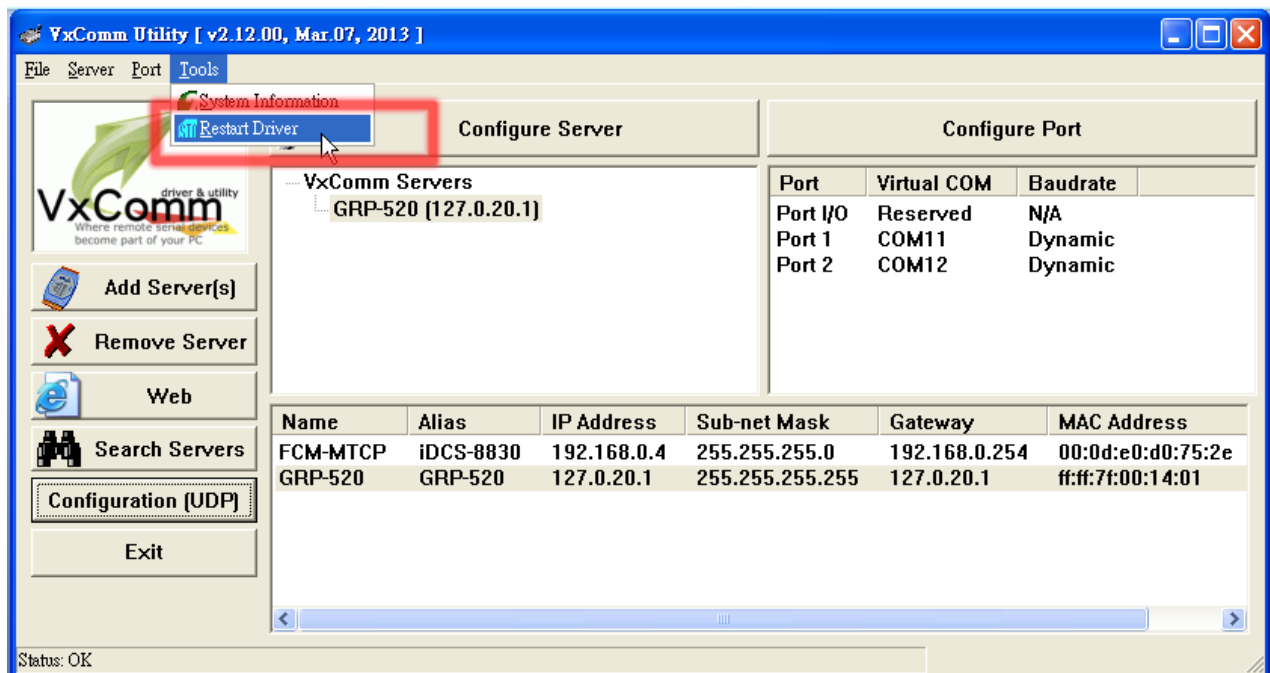 VxComm Utility [ v2.12.00, Mar.07, 2013 ]
File Server Port Tools
System Information
Restart Driver
VxComm
driver & utility
Where remote serial devices
become part of your PC
Add Server(s)
Remove Server
Web
Search Servers
Configuration (UDP)
Exit
Configure Server
VxComm Servers
GRP-520 (127.0.20.1)
Configure Port
Port Virtual COM Baudrate
Port I/O Reserved N/A
Port 1 COM11 Dynamic
Port 2 COM12 Dynamic
Name Alias IP Address Sub-net Mask Gateway MAC Address
FCM-MTCP iDCS-8830 192.168.0.4 255.255.255.0 192.168.0.254 00:0d:e0:d0:75:2e
GRP-520 GRP-520 127.0.20.1 255.255.255.255 127.0.20.1 ff:ff:7f:00:14:01
Status: OK